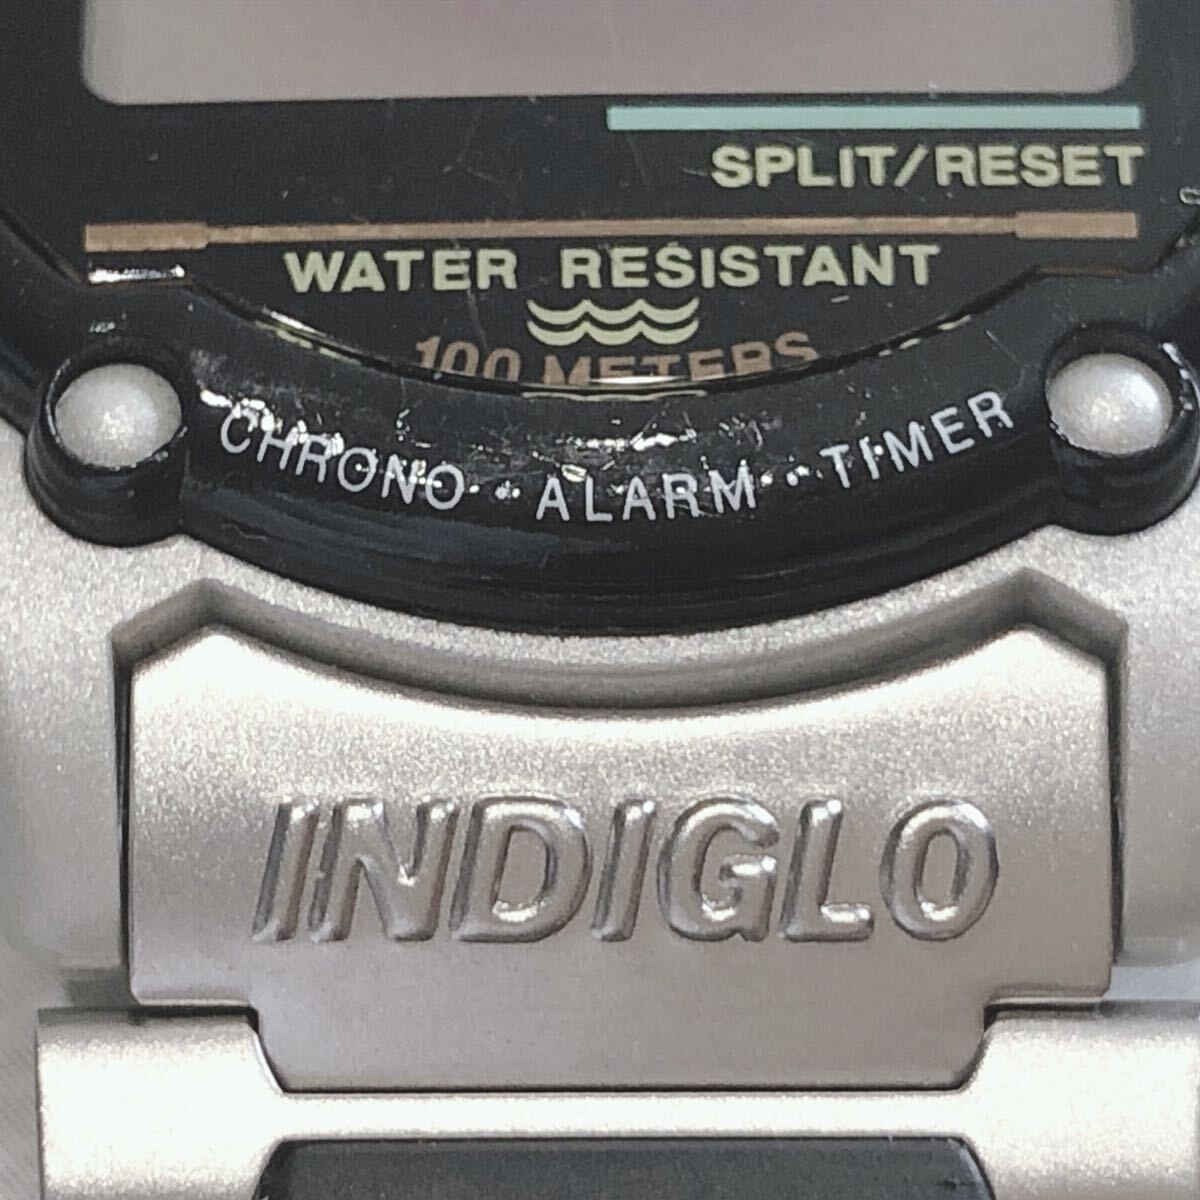 SPLIT/RESET
WATER RESISTANT
100 METERS
CHRONO · ALARM · TIMER
INDIGLO